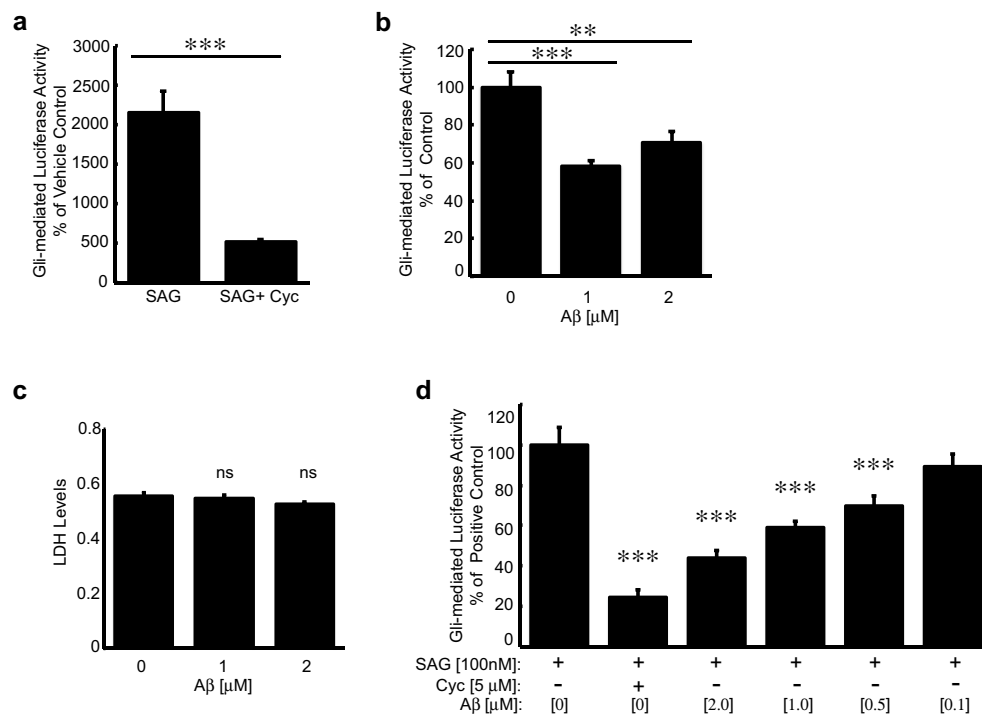 a
***
Gli-mediated Luciferase Activity
% of Vehicle Control
3000
2500
2000
1500
1000
500
0
SAG SAG+ Cyc
b
**
***
Gli-mediated Luciferase Activity
% of Control
120
100
80
60
40
20
0
0 1 2
Aβ [μM]
c
LDH Levels
0.8
0.6
0.4
0.2
0
ns ns
0 1 2
Aβ [μM]
d
Gli-mediated Luciferase Activity
% of Positive Control
120
100
80
60
40
20
0
*** *** *** ***
SAG [100nM]: + + + + + +
Cyc [5 μM]: - + - - - -
Aβ [μM]: [0] [0] [2.0] [1.0] [0.5] [0.1]